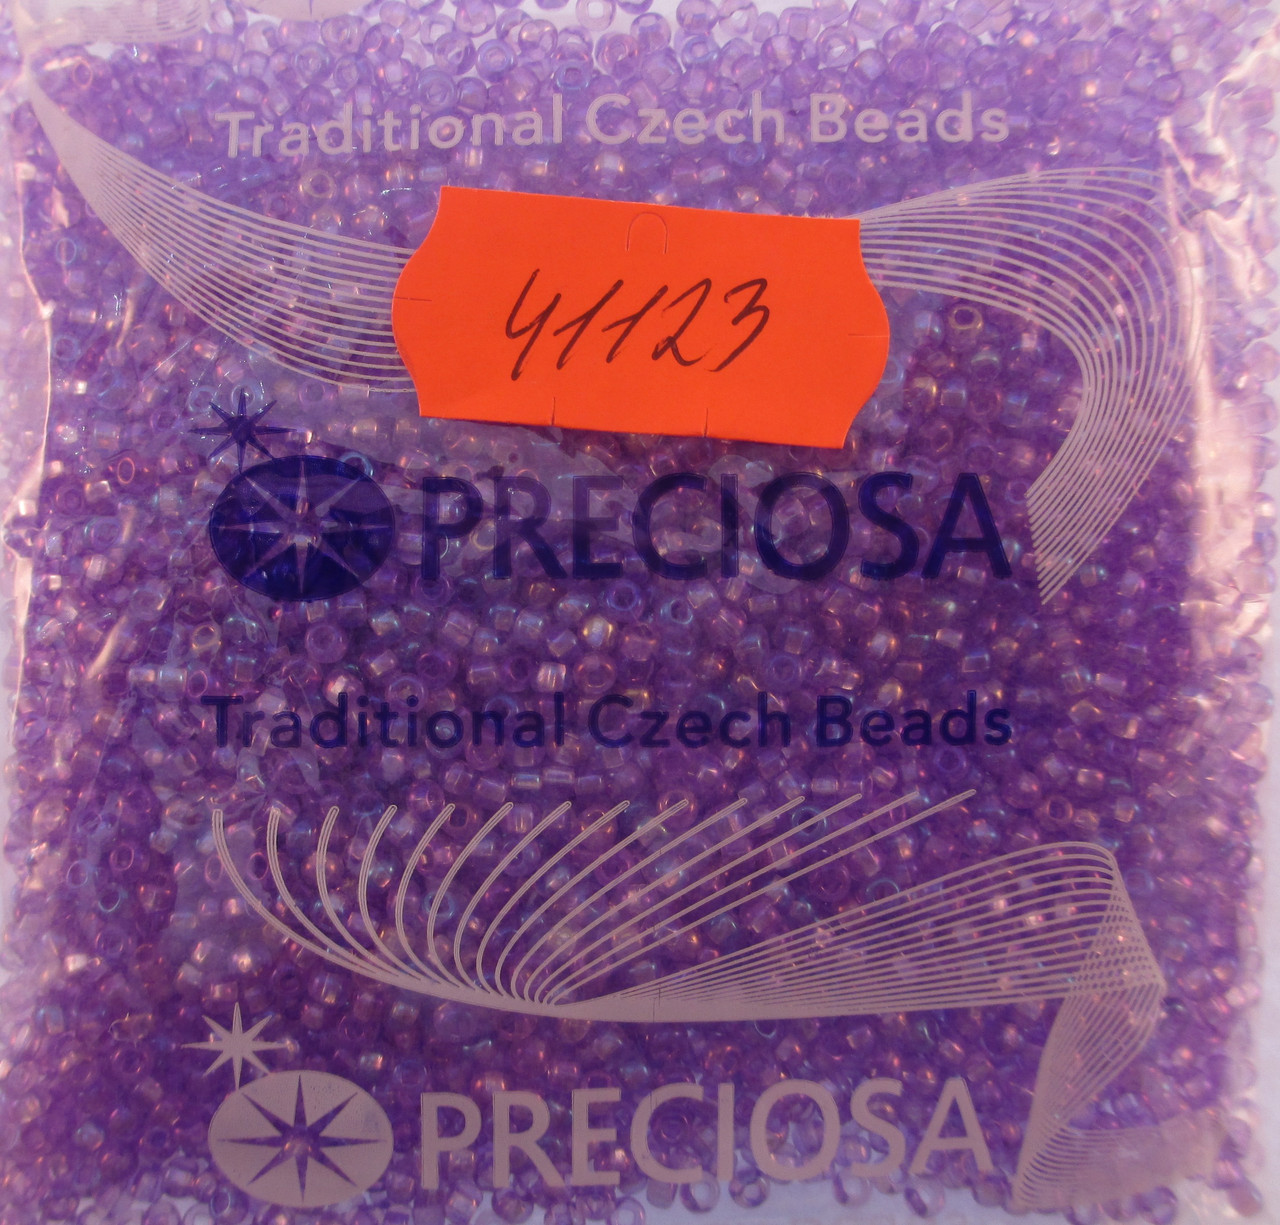 Traditional Czech Beads
41123
PRECIOSA
Traditional Czech Beads
PRECIOSA